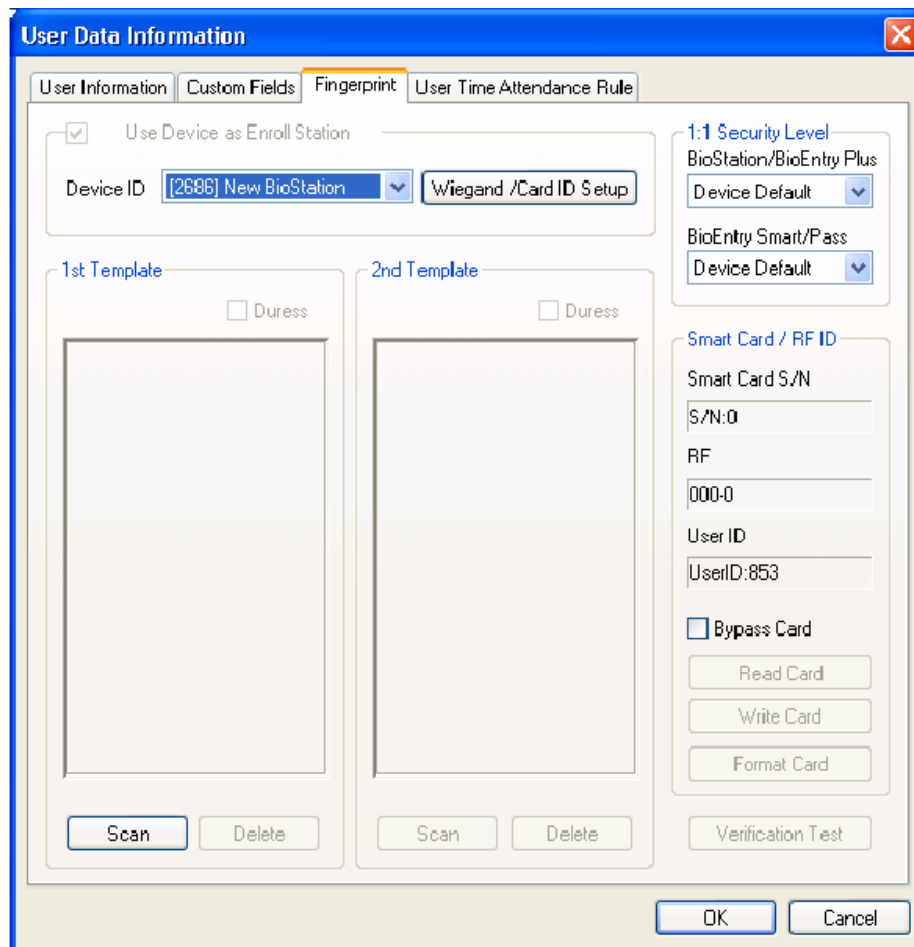 User Data Information
User Information
Custom Fields
Fingerprint
User Time Attendance Rule
Use Device as Enroll Station
Device ID
[2686] New BioStation
Wiegand /Card ID Setup
1:1 Security Level
BioStation/BioEntry Plus
Device Default
BioEntry Smart/Pass
Device Default
1st Template
Duress
2nd Template
Duress
Smart Card / RF ID
Smart Card S/N
S/N:0
RF
000-0
User ID
UserID:853
Bypass Card
Read Card
Write Card
Format Card
Scan
Delete
Scan
Delete
Verification Test
OK
Cancel